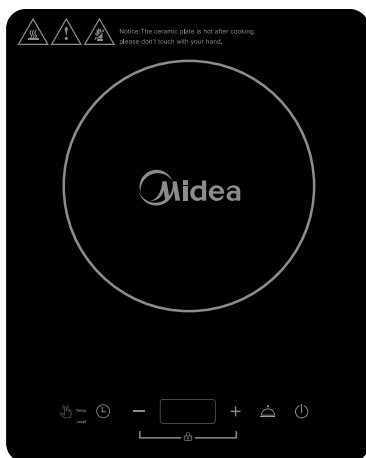 Notice:The ceramic plate is hot after cooking,
please don't touch with your hand.
Midea
Temp.
Level